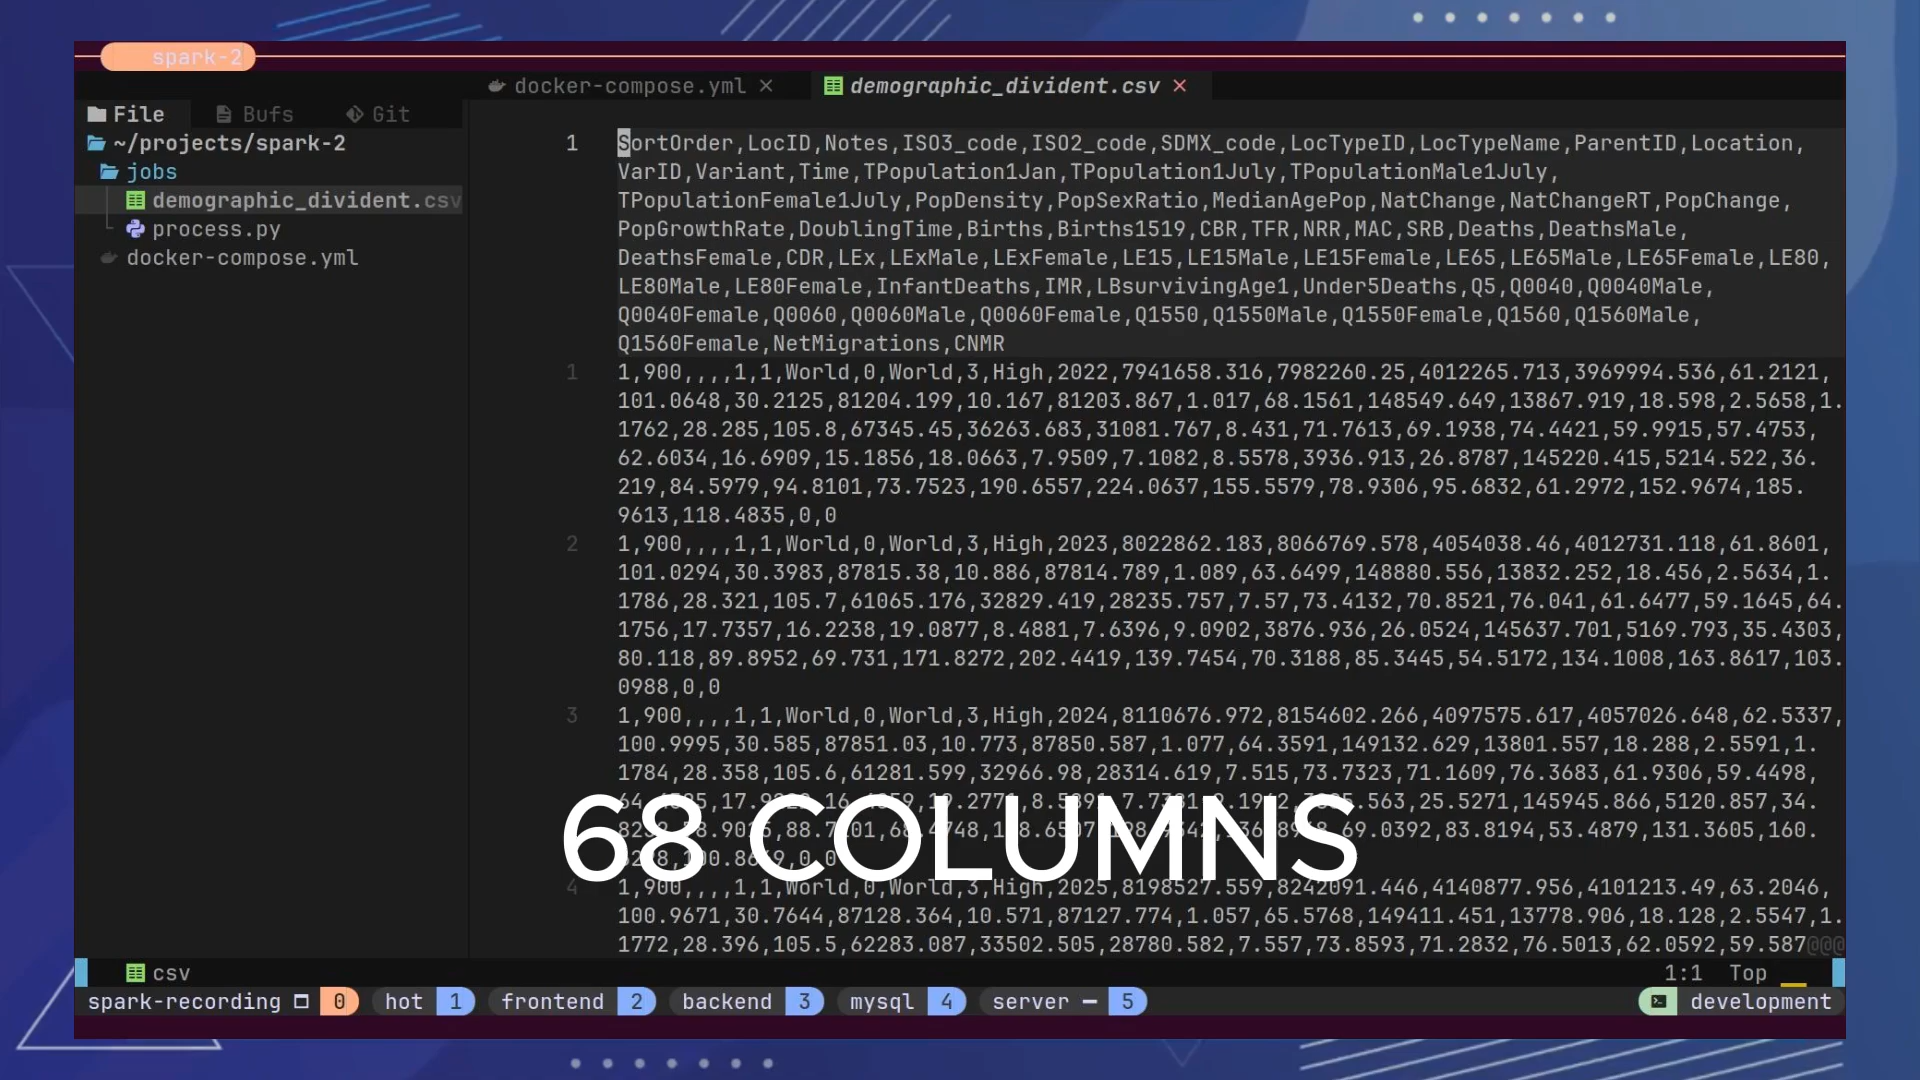 spark-2
docker-compose.yml ×
demographic_divident.csv ×
File
Bufs
Git
~/projects/spark-2
jobs
demographic_divident.csv
process.py
docker-compose.yml
1 SortOrder,LocID,Notes,ISO3_code,ISO2_code,SDMX_code,LocTypeID,LocTypeName,ParentID,Location,
VarID,Variant,Time,TPopulation1Jan,TPopulation1July,TPopulationMale1July,
TPopulationFemale1July,PopDensity,PopSexRatio,MedianAgePop,NatChange,NatChangeRT,PopChange,
PopGrowthRate,DoublingTime,Births,Births1519,CBR,TFR,NRR,MAC,SRB,Deaths,DeathsMale,
DeathsFemale,CDR,LEx,LExMale,LExFemale,LE15,LE15Male,LE15Female,LE65,LE65Male,LE65Female,LE80,
LE80Male,LE80Female,InfantDeaths,IMR,LBsurvivingAge1,Under5Deaths,Q5,Q0040,Q0040Male,
Q0040Female,Q0060,Q0060Male,Q0060Female,Q1550,Q1550Male,Q1550Female,Q1560,Q1560Male,
Q1560Female,NetMigrations,CNMR
1 1,900,,,,1,1,World,0,World,3,High,2022,7941658.316,7982260.25,4012265.713,3969994.536,61.2121,
101.0648,30.2125,81204.199,10.167,81203.867,1.017,68.1561,148549.649,13867.919,18.598,2.5658,1.
1762,28.285,105.8,67345.45,36263.683,31081.767,8.431,71.7613,69.1938,74.4421,59.9915,57.4753,
62.6034,16.6909,15.1856,18.0663,7.9509,7.1082,8.5578,3936.913,26.8787,145220.415,5214.522,36.
219,84.5979,94.8101,73.7523,190.6557,224.0637,155.5579,78.9306,95.6832,61.2972,152.9674,185.
9613,118.4835,0,0
2 1,900,,,,1,1,World,0,World,3,High,2023,8022862.183,8066769.578,4054038.46,4012731.118,61.8601,
101.0294,30.3983,87815.38,10.886,87814.789,1.089,63.6499,148880.556,13832.252,18.456,2.5634,1.
1786,28.321,105.7,61065.176,32829.419,28235.757,7.57,73.4132,70.8521,76.041,61.6477,59.1645,64.
1756,17.7357,16.2238,19.0877,8.4881,7.6396,9.0902,3876.936,26.0524,145637.701,5169.793,35.4303,
80.118,89.8952,69.731,171.8272,202.4419,139.7454,70.3188,85.3445,54.5172,134.1008,163.8617,103.
0988,0,0
3 1,900,,,,1,1,World,0,World,3,High,2024,8110676.972,8154602.266,4097575.617,4057026.648,62.5337,
100.9995,30.585,87851.03,10.773,87850.587,1.077,64.3591,149132.629,13801.557,18.288,2.5591,1.
1784,28.358,105.6,61281.599,32966.98,28314.619,7.515,73.7323,71.1609,76.3683,61.9306,59.4498,
25.5271,145945.866,5120.857,34.
69.0392,83.8194,53.4879,131.3605,160.
68 COLUMNS
4 1,900,,,,1,1,World,0,World,3,High,2025,8198527.559,8242091.446,4140877.956,4101213.49,63.2046,
100.9671,30.7644,87128.364,10.571,87127.774,1.057,65.5768,149411.451,13778.906,18.128,2.5547,1.
1772,28.396,105.5,62283.087,33502.505,28780.582,7.557,73.8593,71.2832,76.5013,62.0592,59.587@@@
csv
1:1 Top
spark-recording 0 hot 1 frontend 2 backend 3 mysql 4 server – 5
development